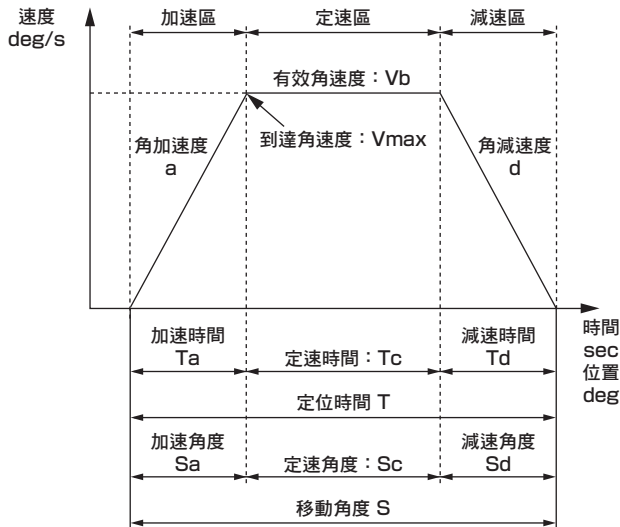 速度
deg/s
加速區
定速區
減速區
有效角速度：Vb
到達角速度：Vmax
角加速度
a
角減速度
d
時間
sec
位置
deg
加速時間
Ta
定速時間：Tc
減速時間
Td
定位時間 T
加速角度
Sa
定速角度：Sc
減速角度
Sd
移動角度 S